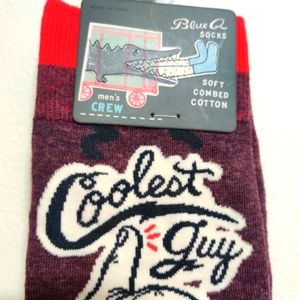 Blue Q
SOCKS
SOFT
COMBED
COTTON
men's
CREW
Coolest
guy